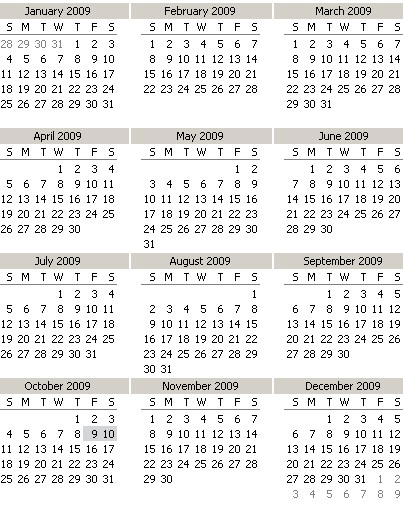 January 2009 February 2009 March 2009
S M T W T F S S M T W T F S S M T W T F S
28 29 30 31 1 2 3 1 2 3 4 5 6 7 1 2 3 4 5 6 7
4 5 6 7 8 9 10 8 9 10 11 12 13 14 8 9 10 11 12 13 14
11 12 13 14 15 16 17 15 16 17 18 19 20 21 15 16 17 18 19 20 21
18 19 20 21 22 23 24 22 23 24 25 26 27 28 22 23 24 25 26 27 28
25 26 27 28 29 30 31 29 30 31
April 2009 May 2009 June 2009
S M T W T F S S M T W T F S S M T W T F S
1 2 3 4 1 2 1 2 3 4 5 6
5 6 7 8 9 10 11 3 4 5 6 7 8 9 7 8 9 10 11 12 13
12 13 14 15 16 17 18 10 11 12 13 14 15 16 14 15 16 17 18 19 20
19 20 21 22 23 24 25 17 18 19 20 21 22 23 21 22 23 24 25 26 27
26 27 28 29 30 24 25 26 27 28 29 30 28 29 30
31
July 2009 August 2009 September 2009
S M T W T F S S M T W T F S S M T W T F S
1 2 3 4 1 1 2 3 4 5
5 6 7 8 9 10 11 2 3 4 5 6 7 8 6 7 8 9 10 11 12
12 13 14 15 16 17 18 9 10 11 12 13 14 15 13 14 15 16 17 18 19
19 20 21 22 23 24 25 16 17 18 19 20 21 22 20 21 22 23 24 25 26
26 27 28 29 30 31 23 24 25 26 27 28 29 27 28 29 30
30 31
October 2009 November 2009 December 2009
S M T W T F S S M T W T F S S M T W T F S
1 2 3 1 2 3 4 5 6 7 1 2 3 4 5
4 5 6 7 8 9 10 8 9 10 11 12 13 14 6 7 8 9 10 11 12
11 12 13 14 15 16 17 15 16 17 18 19 20 21 13 14 15 16 17 18 19
18 19 20 21 22 23 24 22 23 24 25 26 27 28 20 21 22 23 24 25 26
25 26 27 28 29 30 31 29 30 27 28 29 30 31 1 2
3 4 5 6 7 8 9